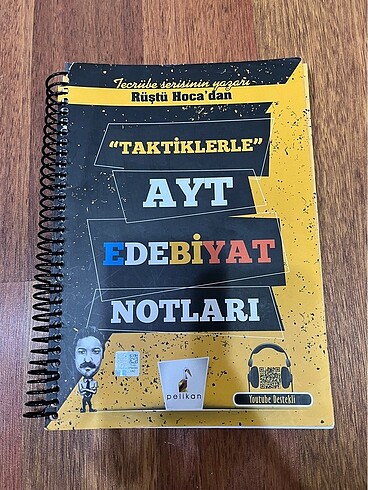 Tecrübe serisinin yazarı
Rüştü Hoca'dan
"TAKTİKLERLE"
AYT
EDEBİYAT
NOTLARI
pelikan
Youtube Destekli